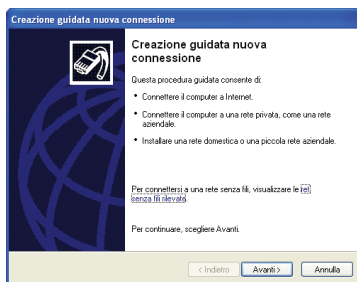 Creazione guidata nuova connessione
Creazione guidata nuova
connessione
Questa procedura guidata consente di:
• Connettere il computer a Internet.
• Connettere il computer a una rete privata, come una rete
aziendale.
• Installare una rete domestica o una piccola rete aziendale.
Per connettersi a una rete senza fili, visualizzare le reti
senza fili rilevate.
Per continuare, scegliere Avanti.
< Indietro Avanti > Annulla